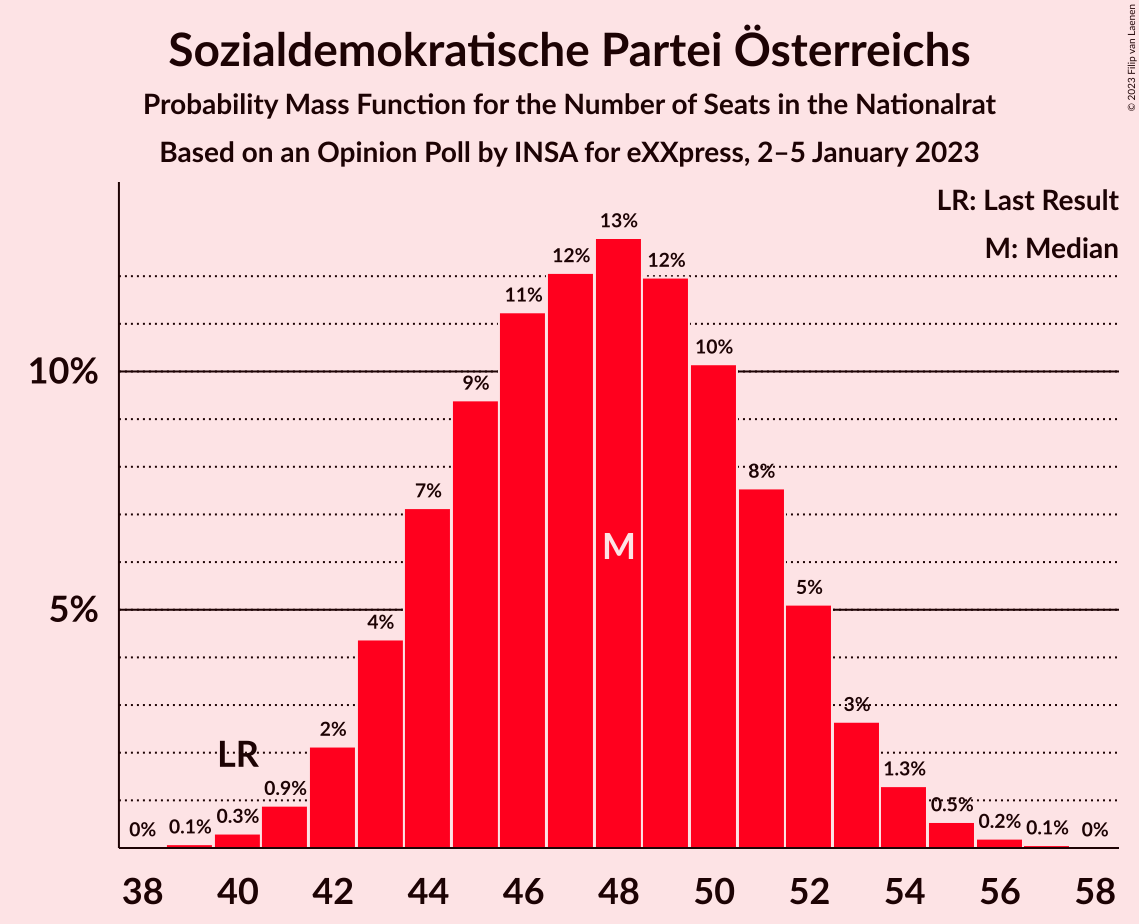 Sozialdemokratische Partei Österreichs
Probability Mass Function for the Number of Seats in the Nationalrat
Based on an Opinion Poll by INSA for eXXpress, 2–5 January 2023
© 2023 Filip van Laenen
LR: Last Result
M: Median
10%
5%
0%
0.1%
0.3%
0.9%
2%
4%
7%
9%
11%
12%
13%
12%
10%
8%
5%
3%
1.3%
0.5%
0.2%
0.1%
0%
LR
M
38 40 42 44 46 48 50 52 54 56 58